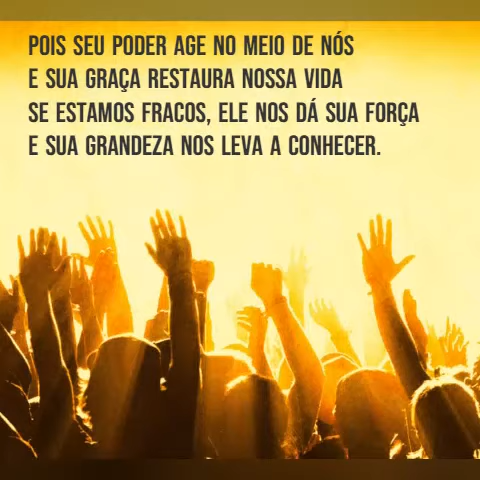 POIS SEU PODER AGE NO MEIO DE NÓS
E SUA GRAÇA RESTAURA NOSSA VIDA
SE ESTAMOS FRACOS, ELE NOS DÁ SUA FORÇA
E SUA GRANDEZA NOS LEVA A CONHECER.